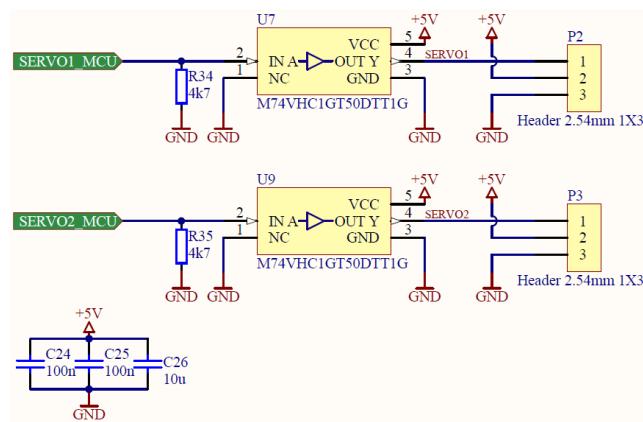 U7
+5V
+5V
P2
VCC
5
SERVO1_MCU
2
IN A
OUT Y
4
SERVO1
1
1
NC
GND
3
2
R34
4k7
3
M74VHC1GT50DTT1G
Header 2.54mm 1X3
GND
GND
GND
GND
U9
+5V
+5V
P3
VCC
5
SERVO2_MCU
2
IN A
OUT Y
4
SERVO2
1
1
NC
GND
3
2
R35
4k7
3
M74VHC1GT50DTT1G
Header 2.54mm 1X3
GND
GND
GND
GND
+5V
C24
100n
C25
100n
C26
10u
GND